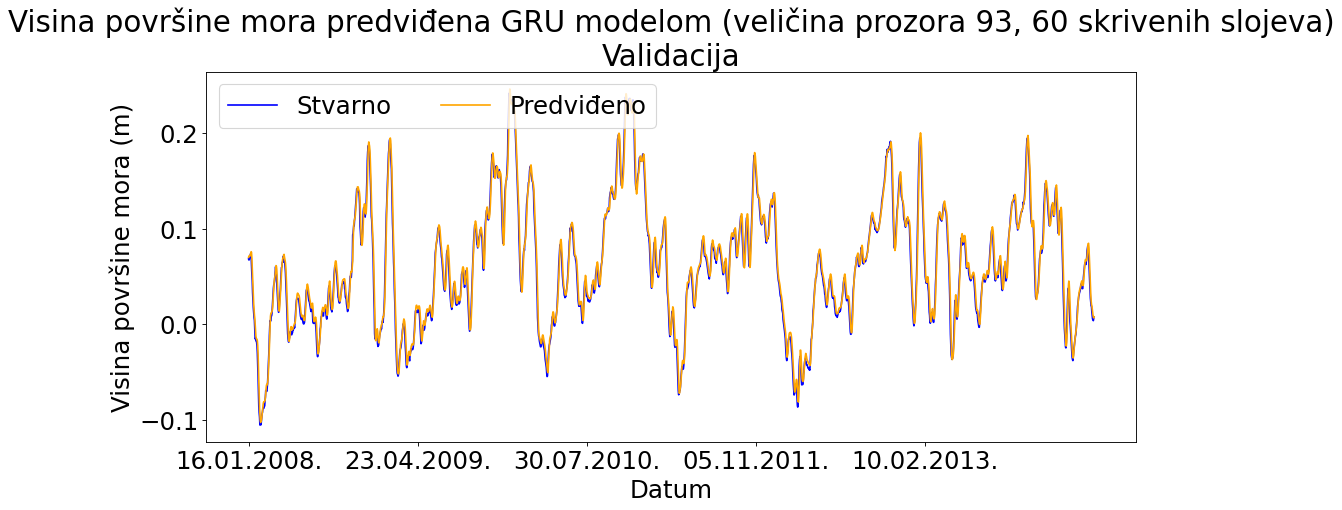 Visina površine mora predviđena GRU modelom (veličina prozora 93, 60 skrivenih slojeva)
Validacija
Stvarno
Predviđeno
Visina površine mora (m)
0.2
0.1
0.0
−0.1
16.01.2008.
23.04.2009.
30.07.2010.
05.11.2011.
10.02.2013.
Datum